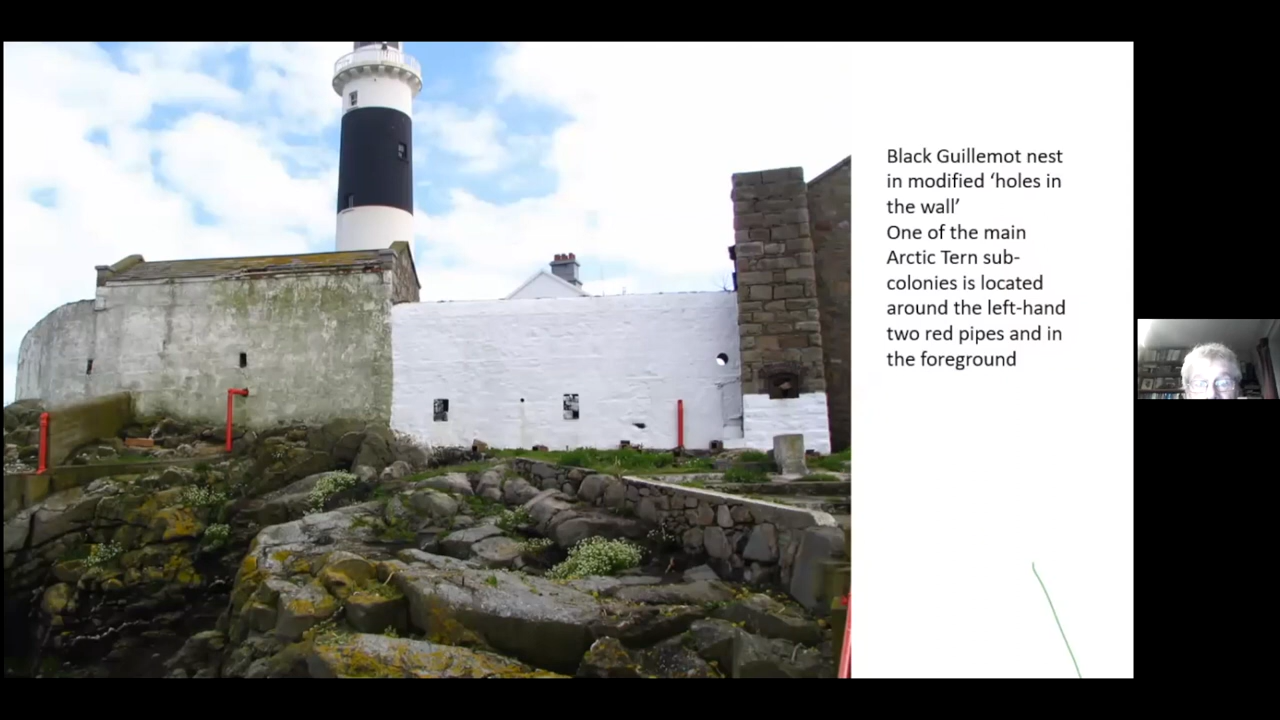 Black Guillemot nest
in modified ‘holes in
the wall’
One of the main
Arctic Tern sub-
colonies is located
around the left-hand
two red pipes and in
the foreground